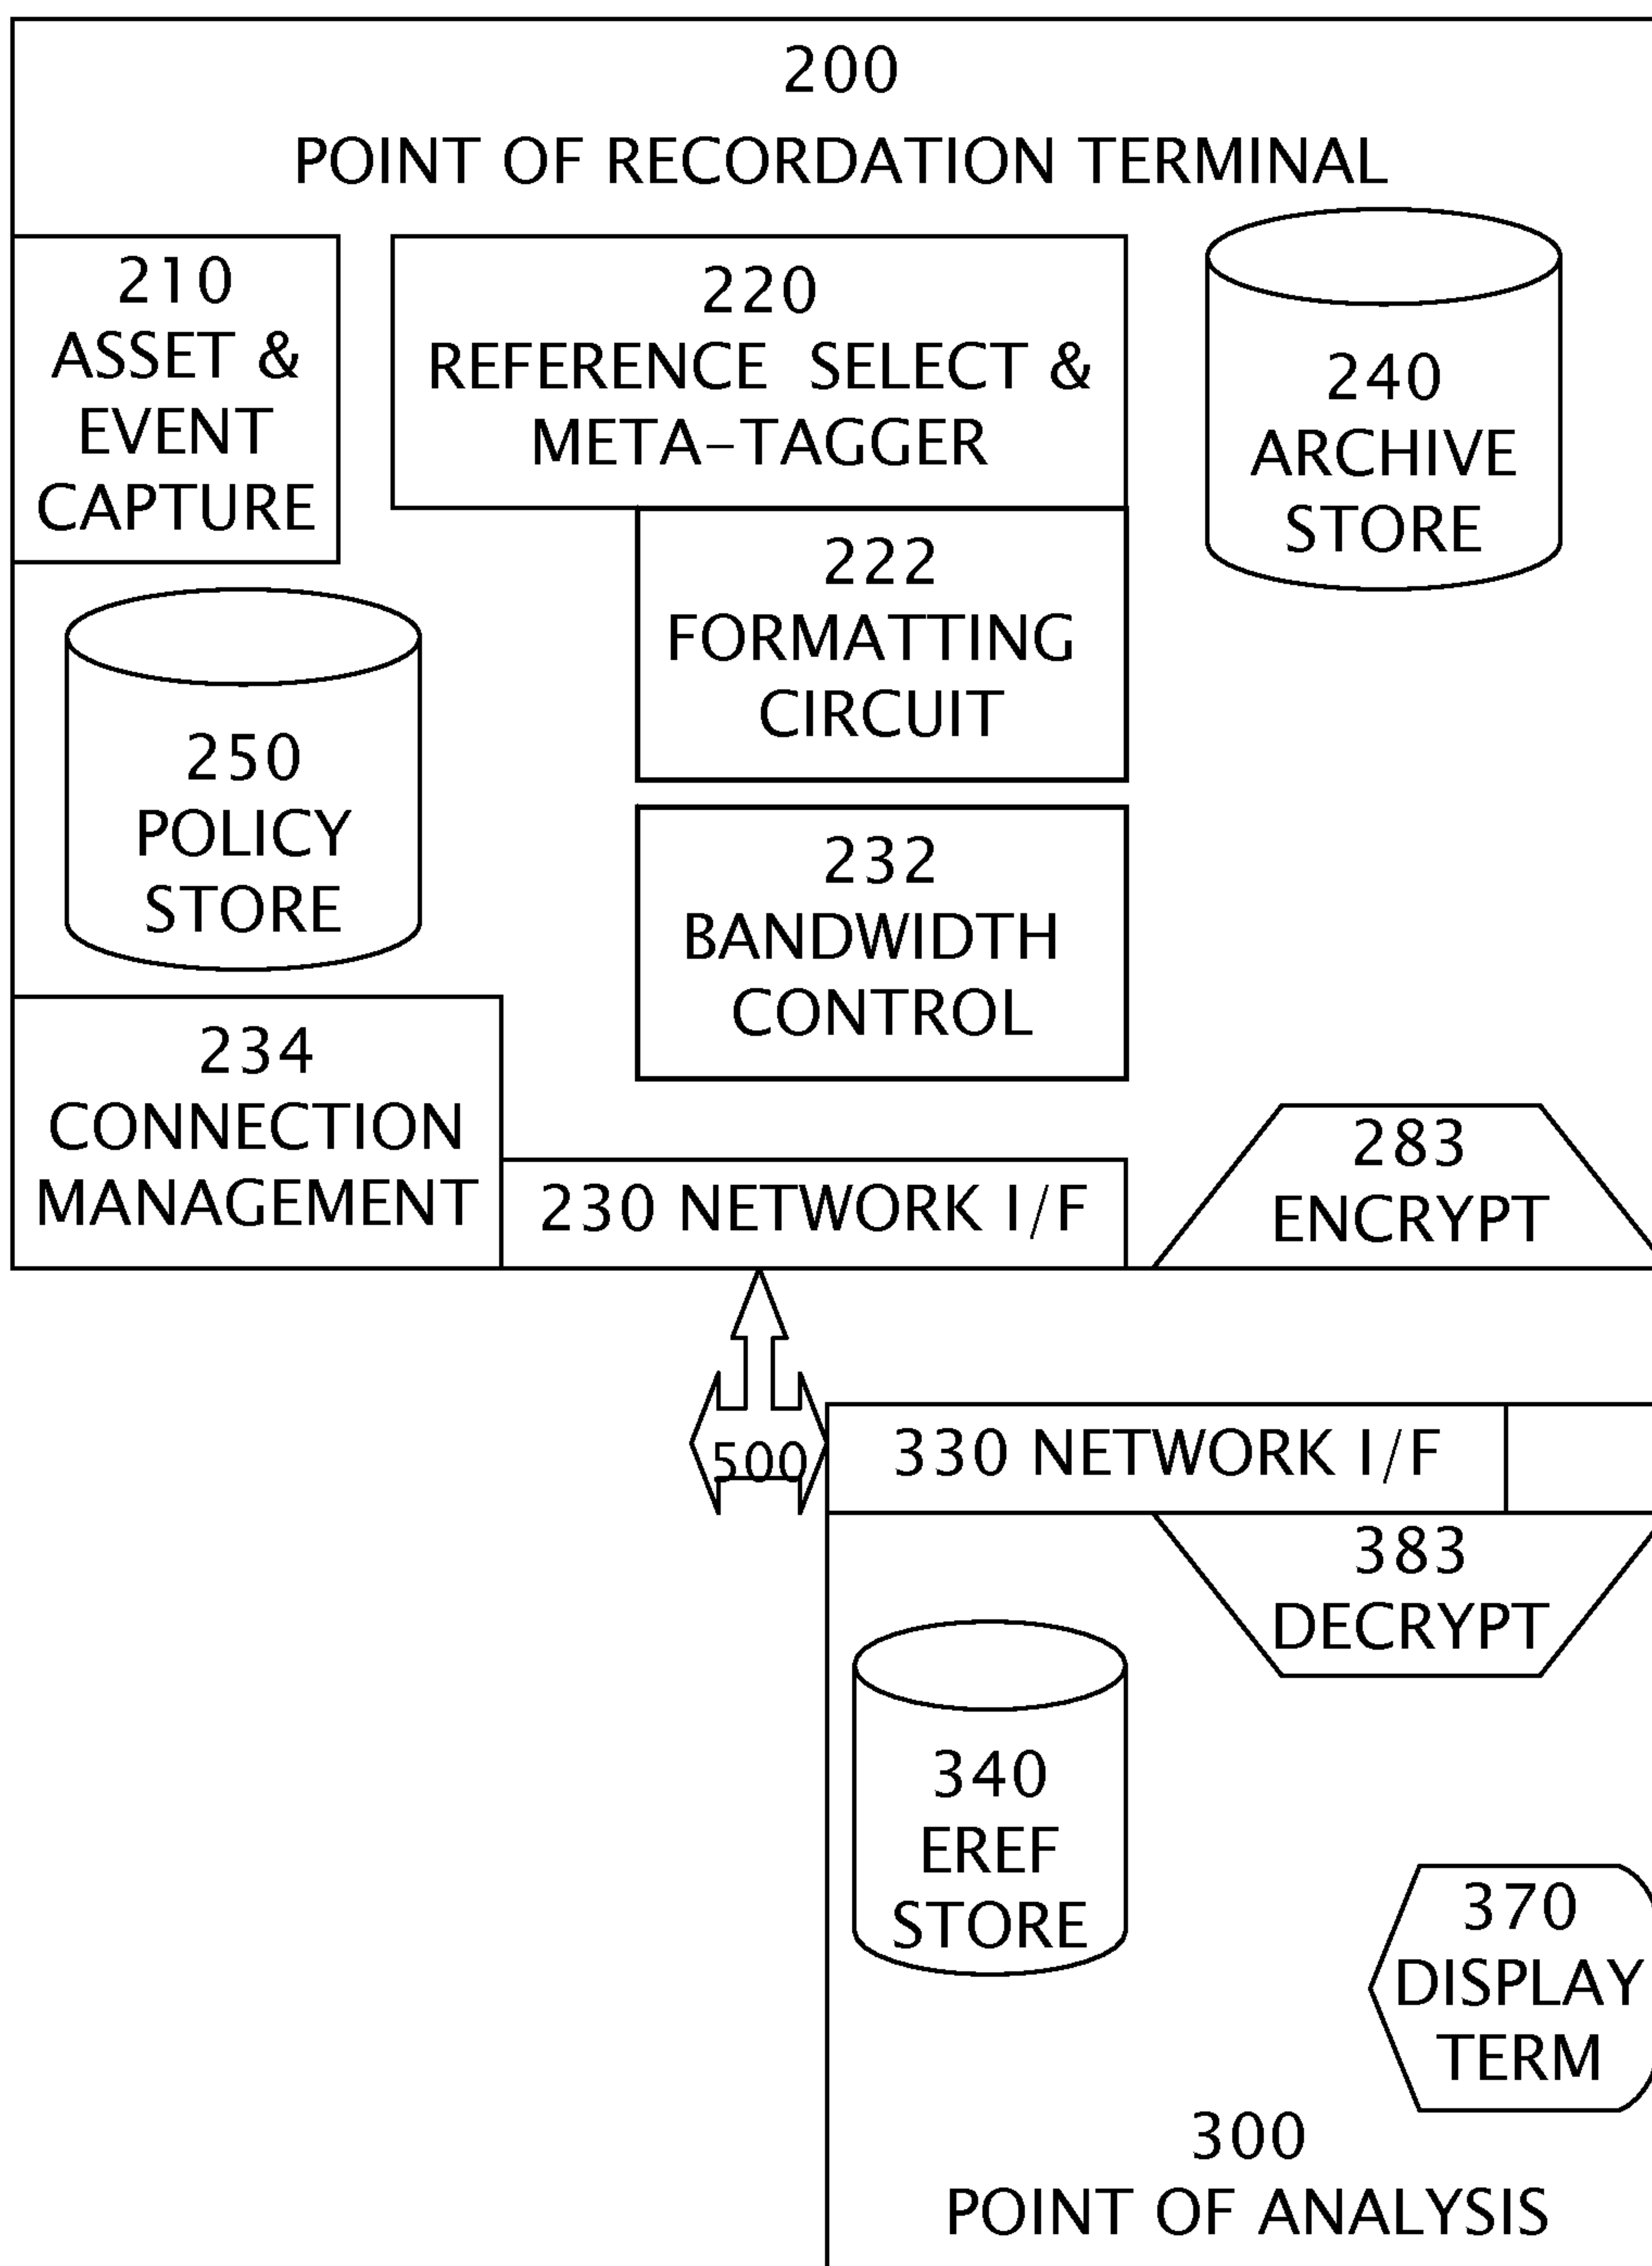 200
POINT OF RECORDATION TERMINAL
210
ASSET &
EVENT
CAPTURE
220
REFERENCE SELECT &
META-TAGGER
240
ARCHIVE
STORE
222
FORMATTING
CIRCUIT
250
POLICY
STORE
232
BANDWIDTH
CONTROL
234
CONNECTION
MANAGEMENT
230 NETWORK I/F
283
ENCRYPT
500
330 NETWORK I/F
383
DECRYPT
340
EREF
STORE
370
DISPLAY
TERM
300
POINT OF ANALYSIS